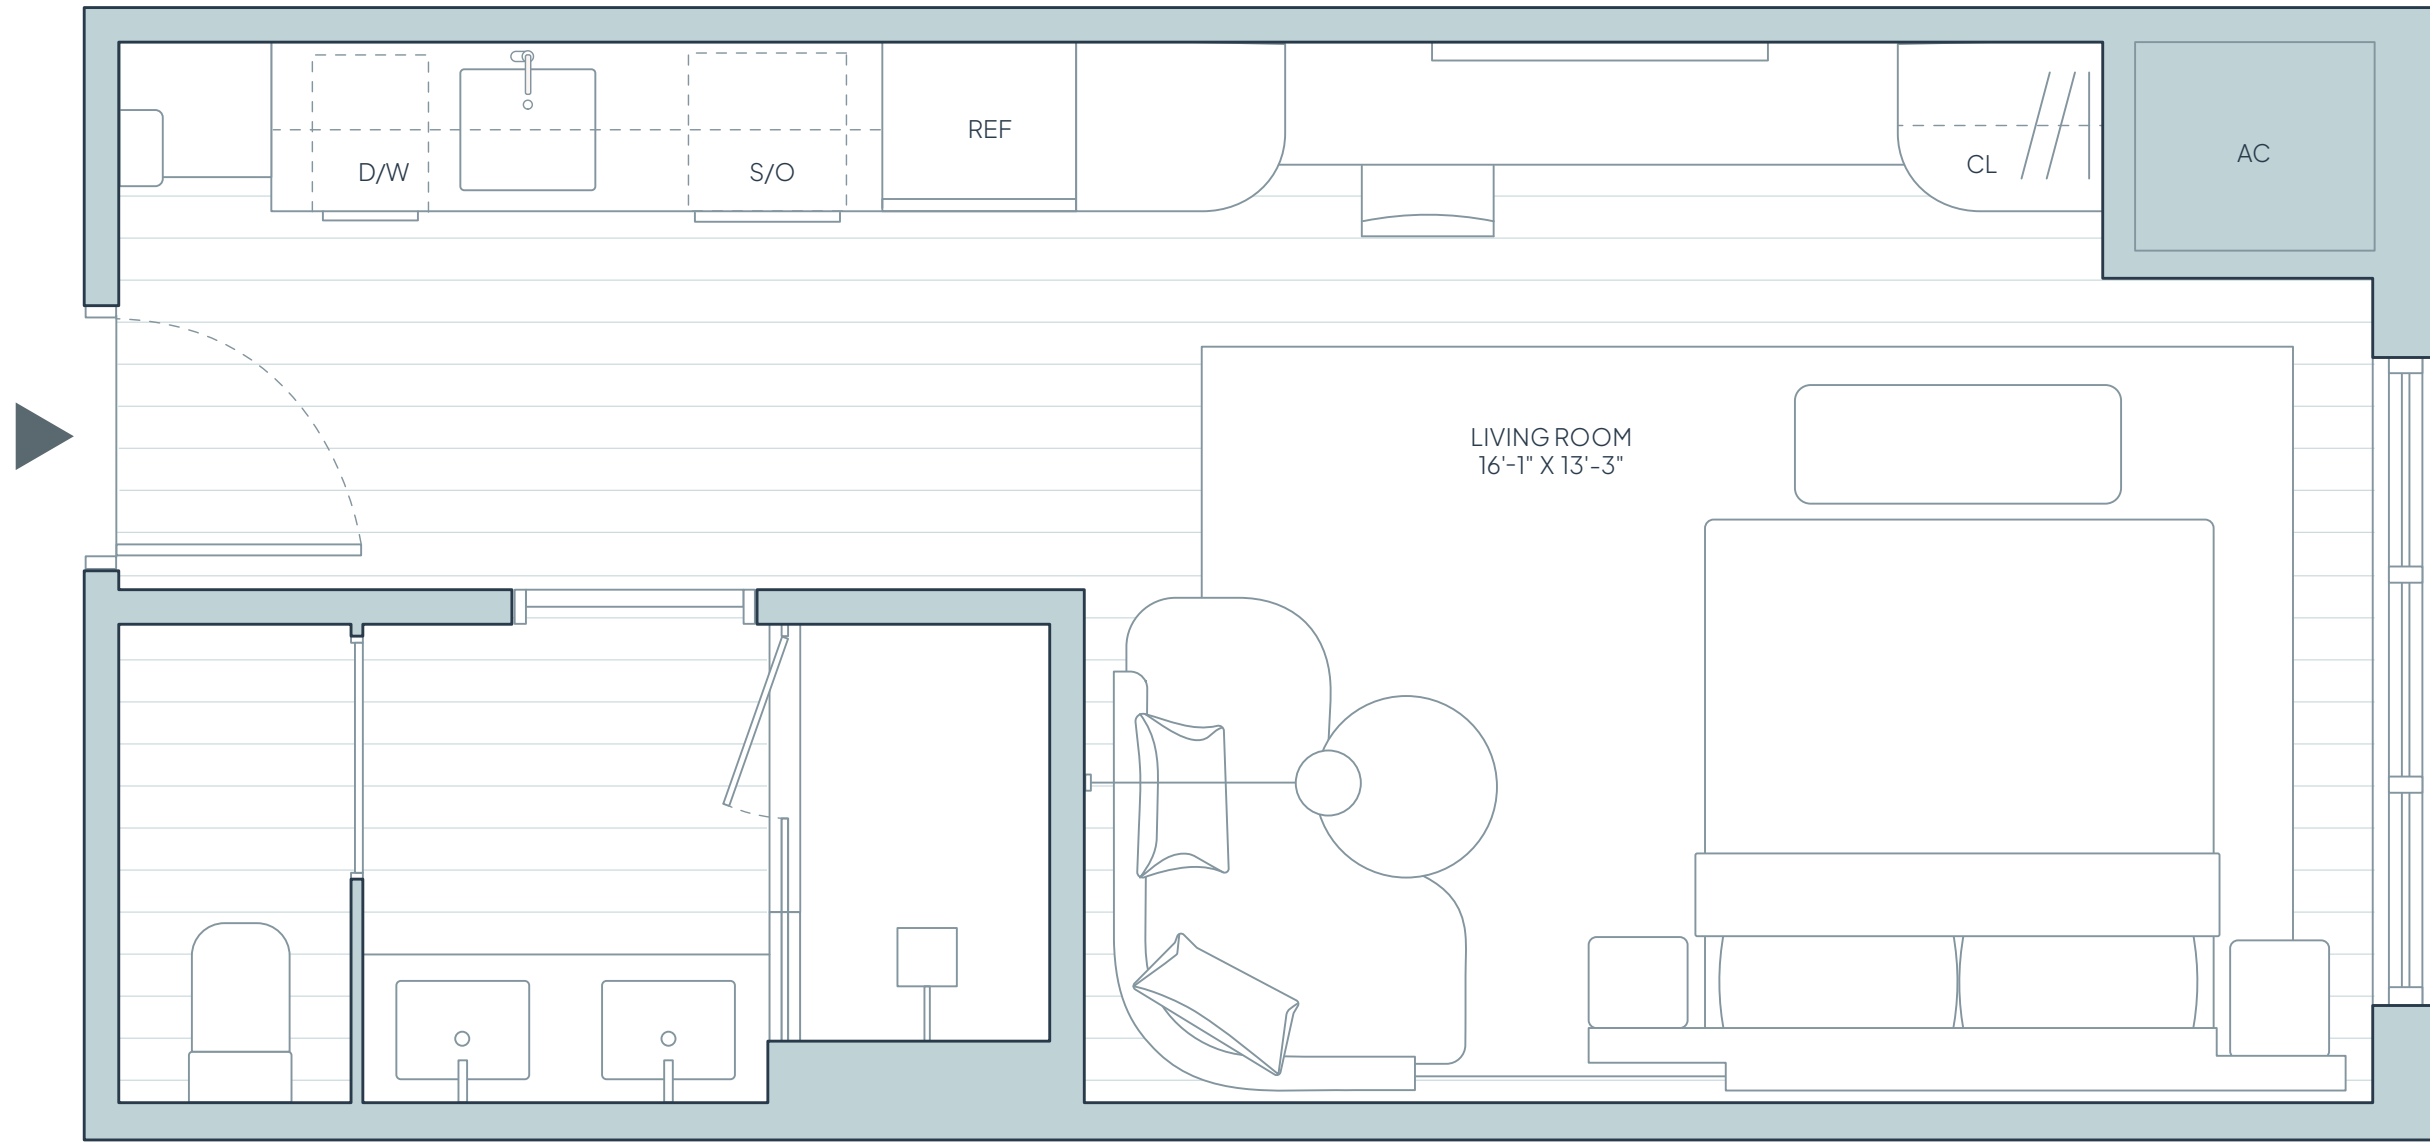 D/W
S/O
REF
CL
AC
LIVING ROOM
16'-1" X 13'-3"